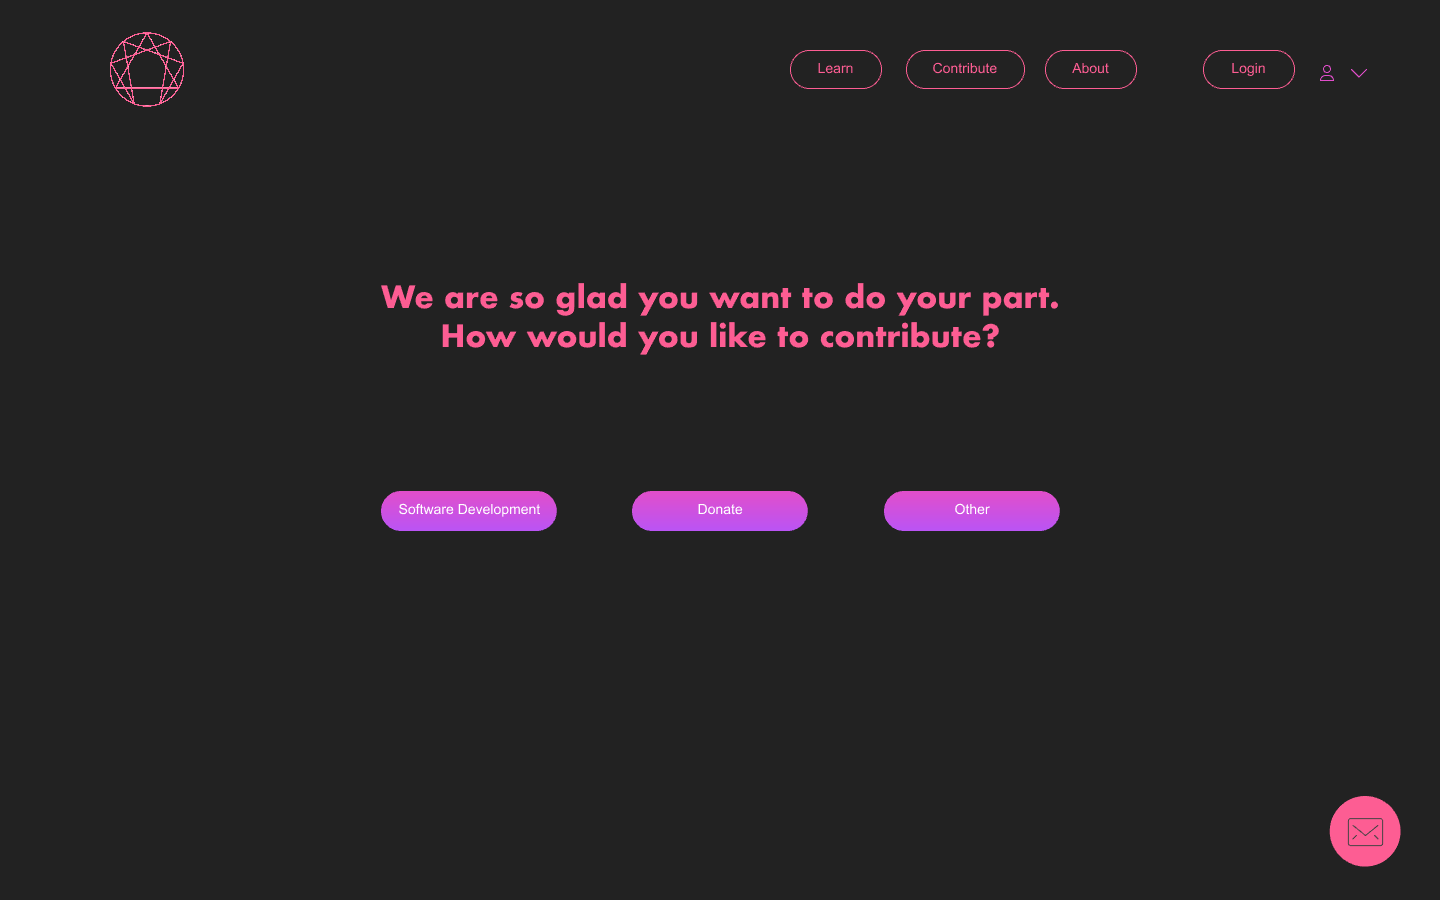 Learn
Contribute
About
Login
We are so glad you want to do your part.
How would you like to contribute?
Software Development
Donate
Other